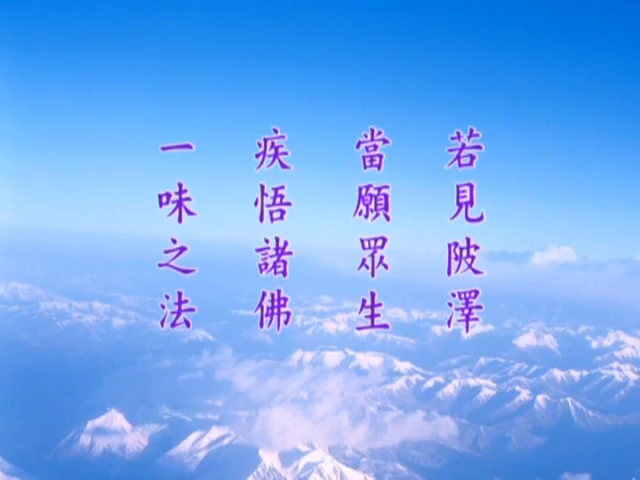 若見陂澤
當願眾生
疾悟諸佛
一味之法